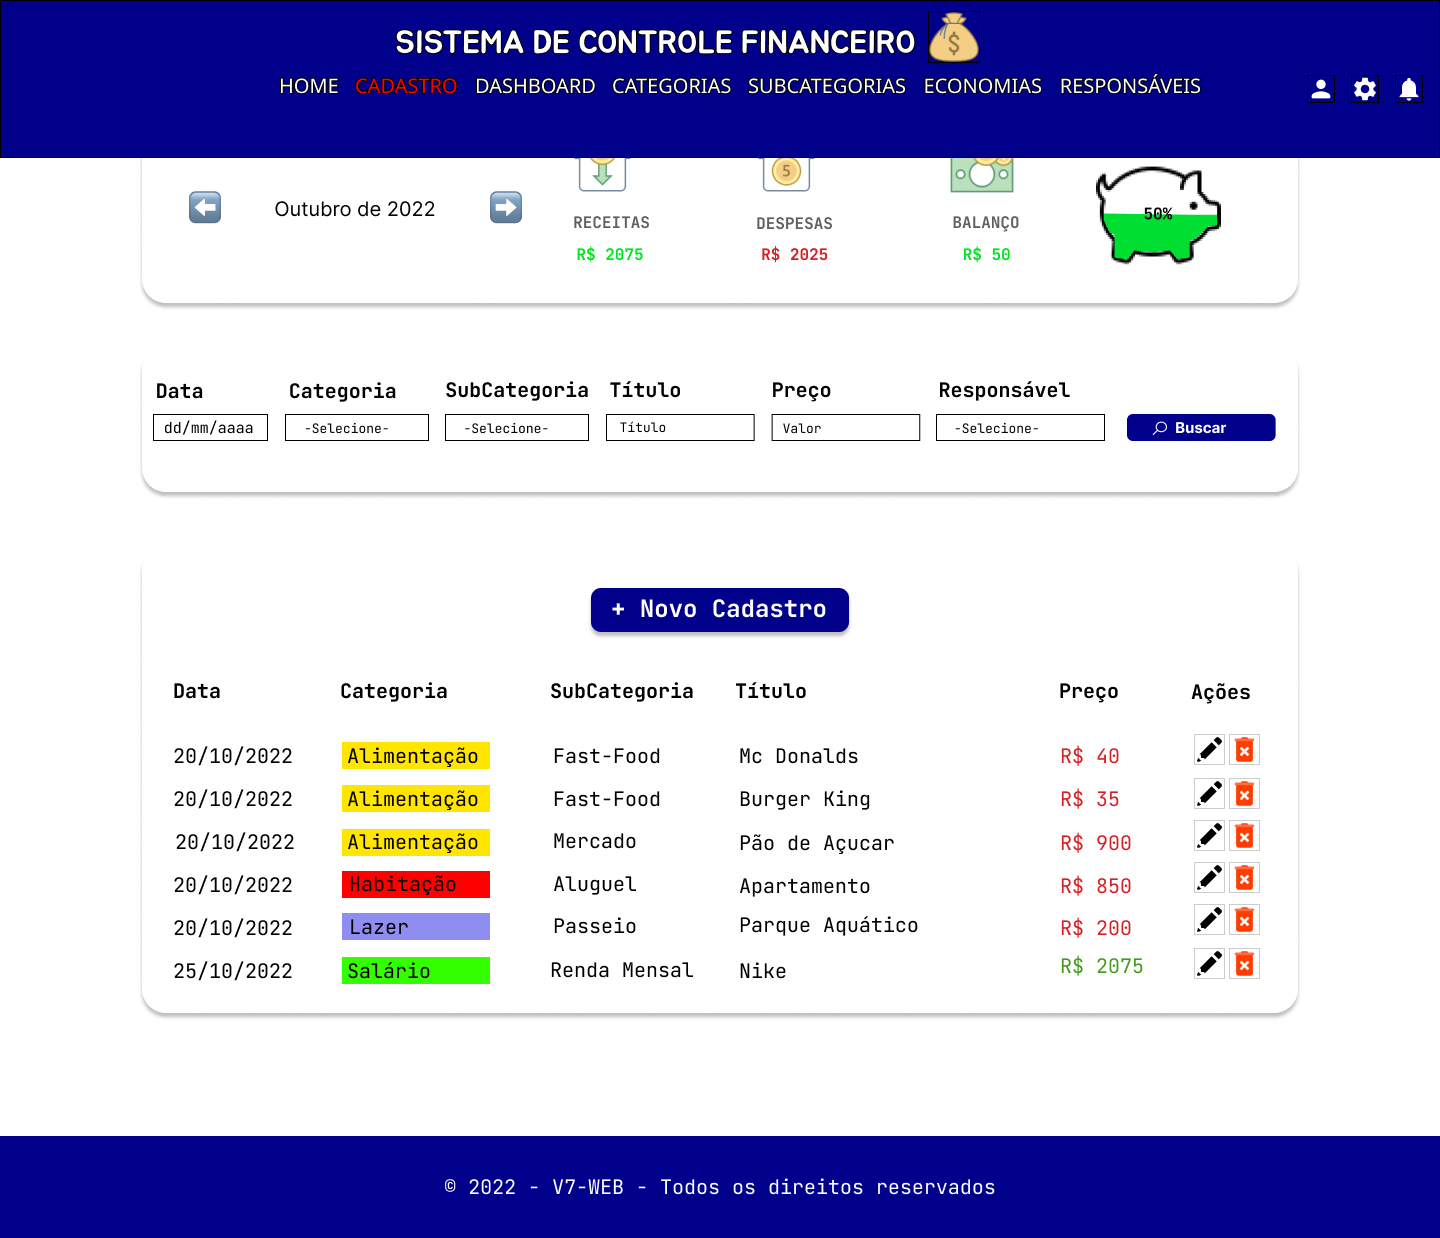 SISTEMA DE CONTROLE FINANCEIRO
HOME CADASTRO DASHBOARD CATEGORIAS SUBCATEGORIAS ECONOMIAS RESPONSÁVEIS
Outubro de 2022
5
50%
RECEITAS DESPESAS BALANÇO
R$ 2075 R$ 2025 R$ 50
Data Categoria SubCategoria Título Preço Responsável
dd/mm/aaaa -Selecione- -Selecione- Título Valor -Selecione- Buscar
+ Novo Cadastro
Data Categoria SubCategoria Título Preço Ações
20/10/2022 Alimentação Fast-Food Mc Donalds R$ 40
20/10/2022 Alimentação Fast-Food Burger King R$ 35
20/10/2022 Alimentação Mercado Pão de Açucar R$ 900
20/10/2022 Habitação Aluguel Apartamento R$ 850
20/10/2022 Lazer Passeio Parque Aquático R$ 200
25/10/2022 Salário Renda Mensal Nike R$ 2075
© 2022 - V7-WEB - Todos os direitos reservados